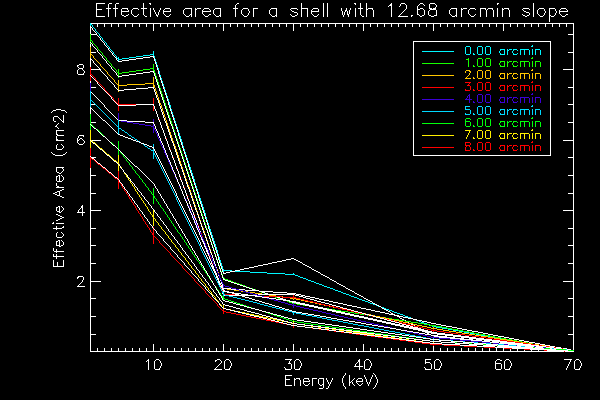 Effective area for a shell with 12.68 arcmin slope
0.00 arcmin
1.00 arcmin
2.00 arcmin
3.00 arcmin
4.00 arcmin
5.00 arcmin
6.00 arcmin
7.00 arcmin
8.00 arcmin
Effective Area (cm^2)
8
6
4
2
10 20 30 40 50 60 70
Energy (keV)